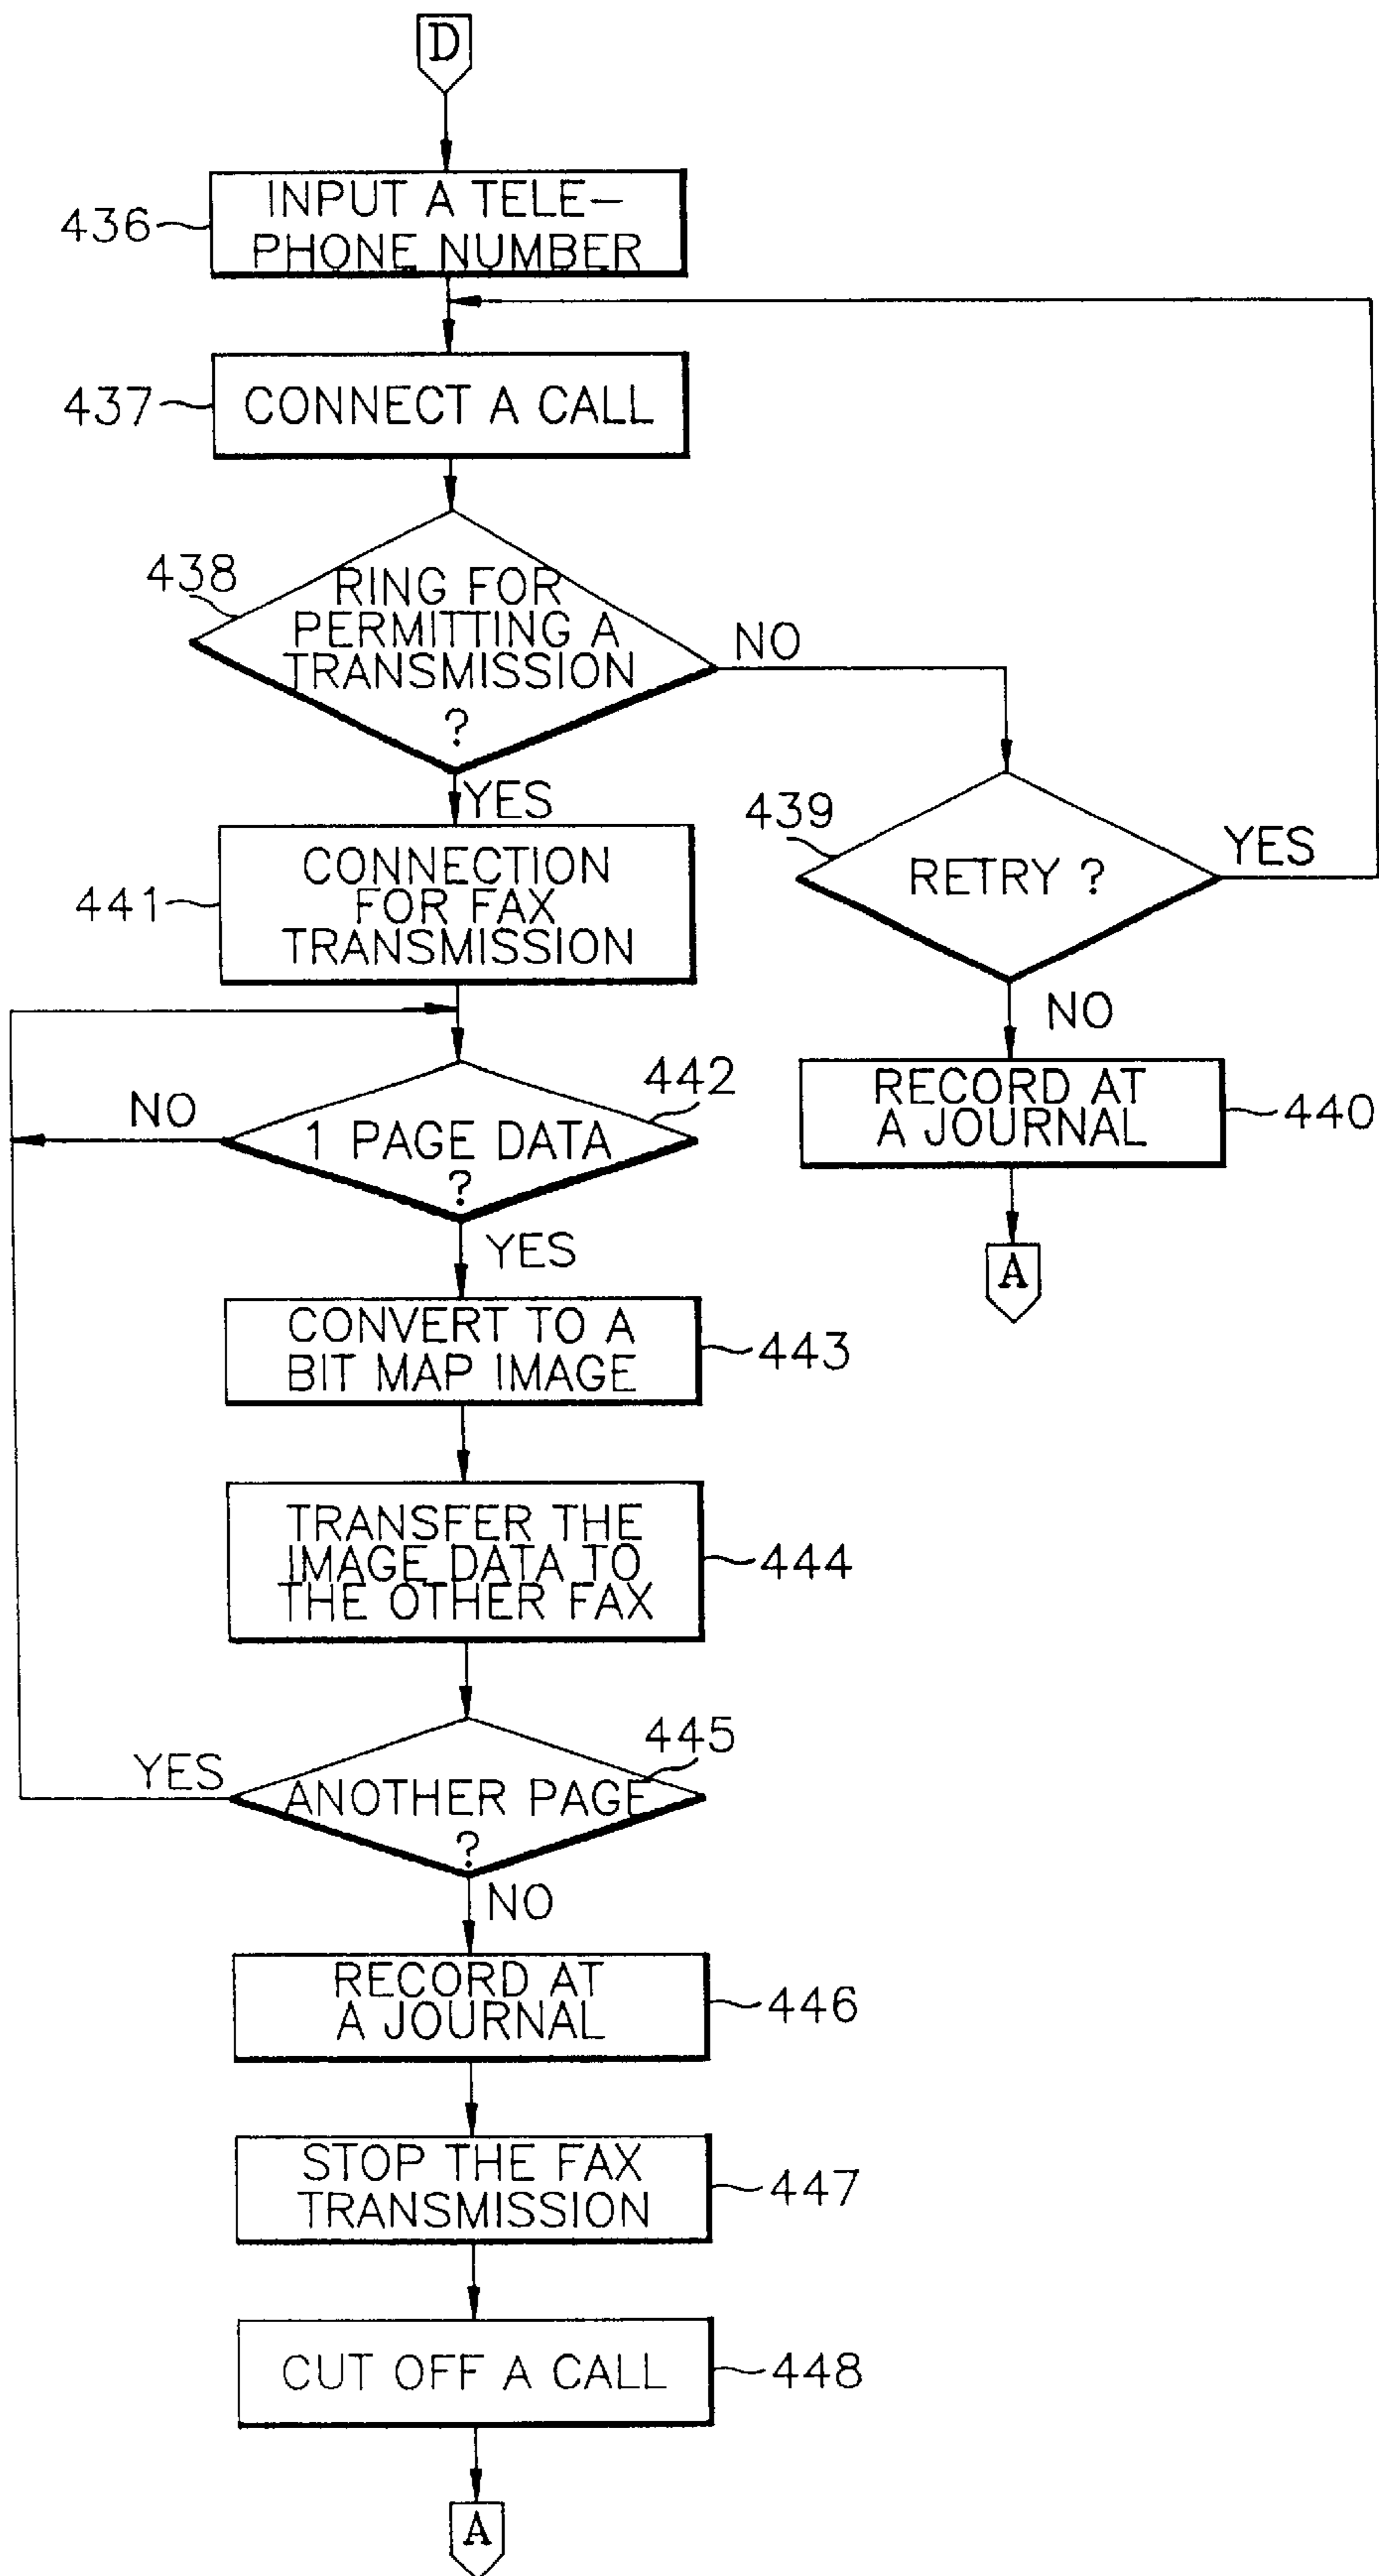 D
436
INPUT A TELE-
PHONE NUMBER
437
CONNECT A CALL
438
RING FOR
PERMITTING A
TRANSMISSION
?
NO
YES
439
RETRY ?
YES
441
CONNECTION
FOR FAX
TRANSMISSION
NO
442
NO
1 PAGE DATA
?
RECORD AT
A JOURNAL
440
YES
A
CONVERT TO A
BIT MAP IMAGE
443
TRANSFER THE
IMAGE DATA TO
THE OTHER FAX
444
445
YES
ANOTHER PAGE
?
NO
RECORD AT
A JOURNAL
446
STOP THE FAX
TRANSMISSION
447
CUT OFF A CALL
448
A